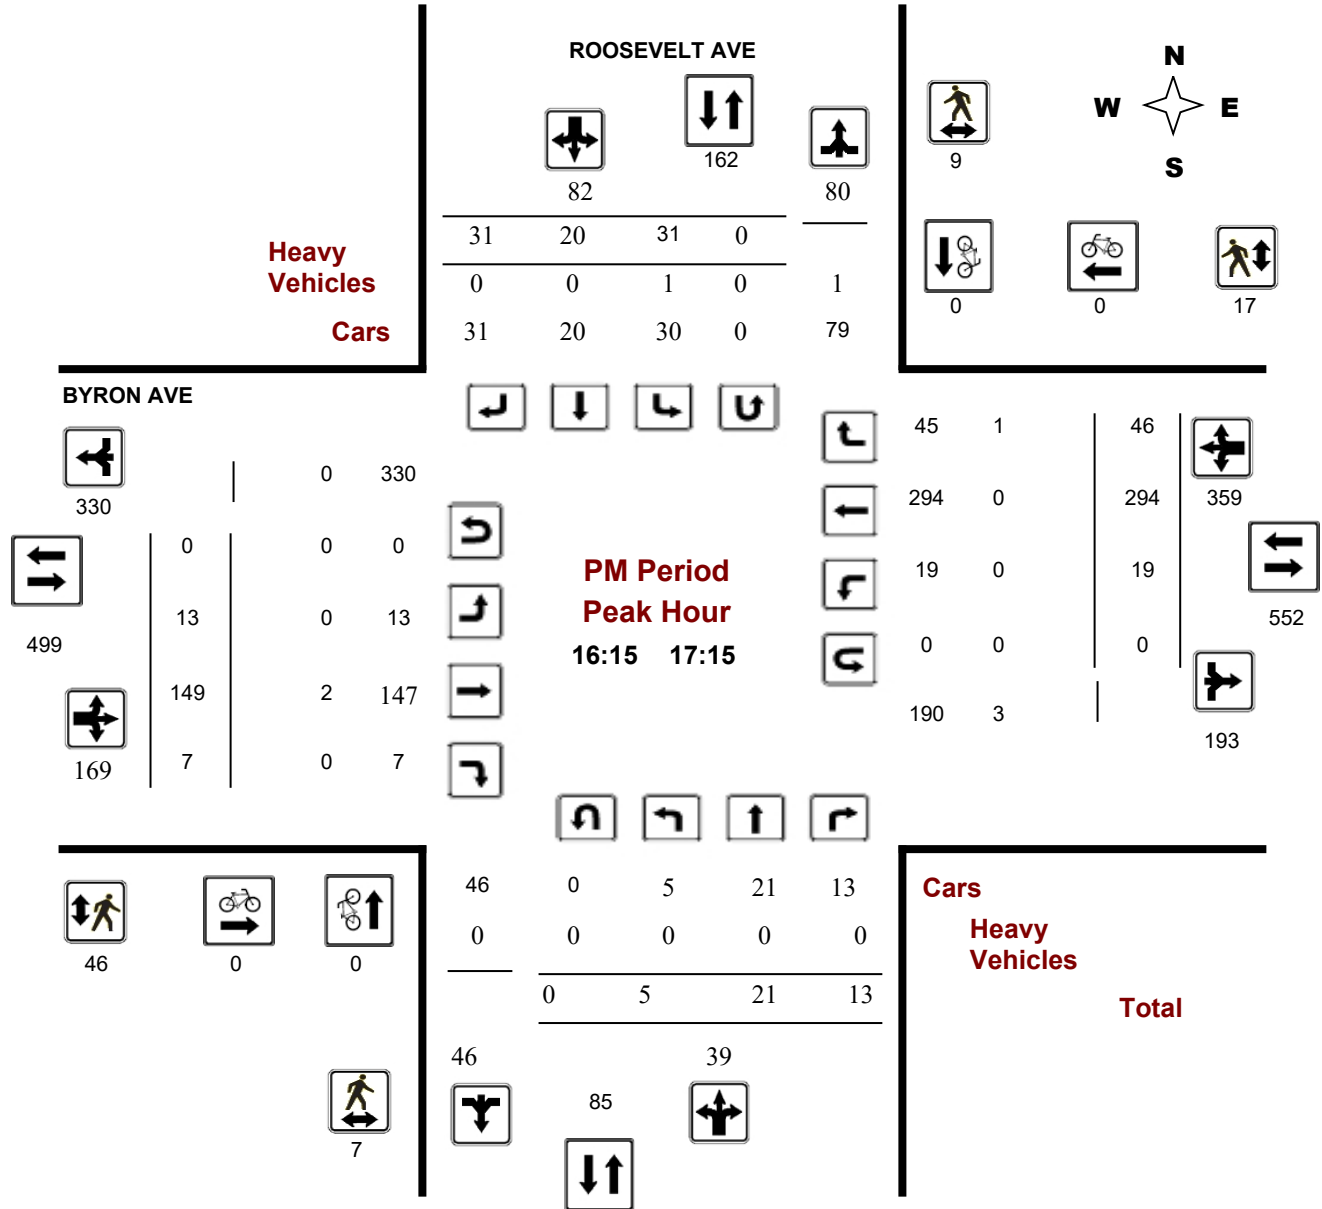 ROOSEVELT AVE
N
W E
S
162
9
82 80
31 20 31 0
Heavy
Vehicles
0 0 1 0 1
0 0 17
Cars
31 20 30 0 79
BYRON AVE
45 1 46
0 330
330
294 0 294 359
0 0 0
PM Period
19 0 19
Peak Hour
13 0 13
552
499
16:15 17:15
0 0 0
149 2 147
190 3
193
169 7 0 7
46 0 5 21 13
Cars
0 0 0 0 0
Heavy
Vehicles
46 0 0
0 5 21 13
Total
46 39
85
7